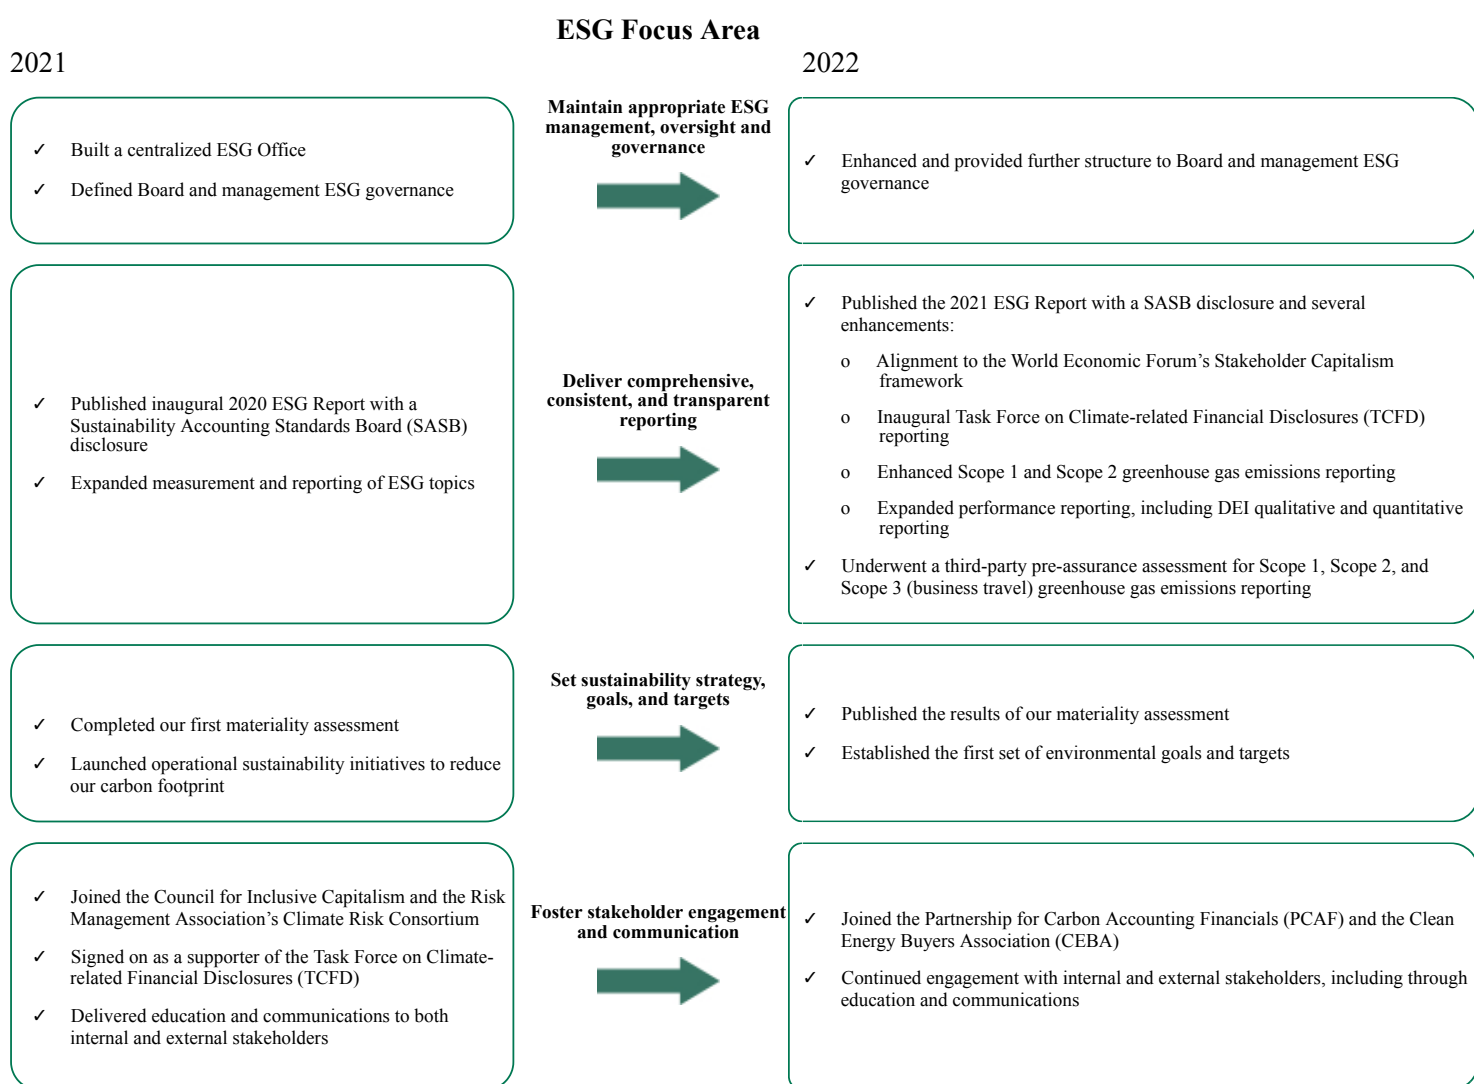 ESG Focus Area
2021
2022
✓ Built a centralized ESG Office
✓ Defined Board and management ESG governance
Maintain appropriate ESG
management, oversight and
governance
✓ Enhanced and provided further structure to Board and management ESG
governance
✓ Published inaugural 2020 ESG Report with a
Sustainability Accounting Standards Board (SASB)
disclosure
✓ Expanded measurement and reporting of ESG topics
Deliver comprehensive,
consistent, and transparent
reporting
✓ Published the 2021 ESG Report with a SASB disclosure and several
enhancements:
o Alignment to the World Economic Forum’s Stakeholder Capitalism
framework
o Inaugural Task Force on Climate-related Financial Disclosures (TCFD)
reporting
o Enhanced Scope 1 and Scope 2 greenhouse gas emissions reporting
o Expanded performance reporting, including DEI qualitative and quantitative
reporting
✓ Underwent a third-party pre-assurance assessment for Scope 1, Scope 2, and
Scope 3 (business travel) greenhouse gas emissions reporting
✓ Completed our first materiality assessment
✓ Launched operational sustainability initiatives to reduce
our carbon footprint
Set sustainability strategy,
goals, and targets
✓ Published the results of our materiality assessment
✓ Established the first set of environmental goals and targets
✓ Joined the Council for Inclusive Capitalism and the Risk
Management Association’s Climate Risk Consortium
✓ Signed on as a supporter of the Task Force on Climate-
related Financial Disclosures (TCFD)
✓ Delivered education and communications to both
internal and external stakeholders
Foster stakeholder engagement
and communication
✓ Joined the Partnership for Carbon Accounting Financials (PCAF) and the Clean
Energy Buyers Association (CEBA)
✓ Continued engagement with internal and external stakeholders, including through
education and communications